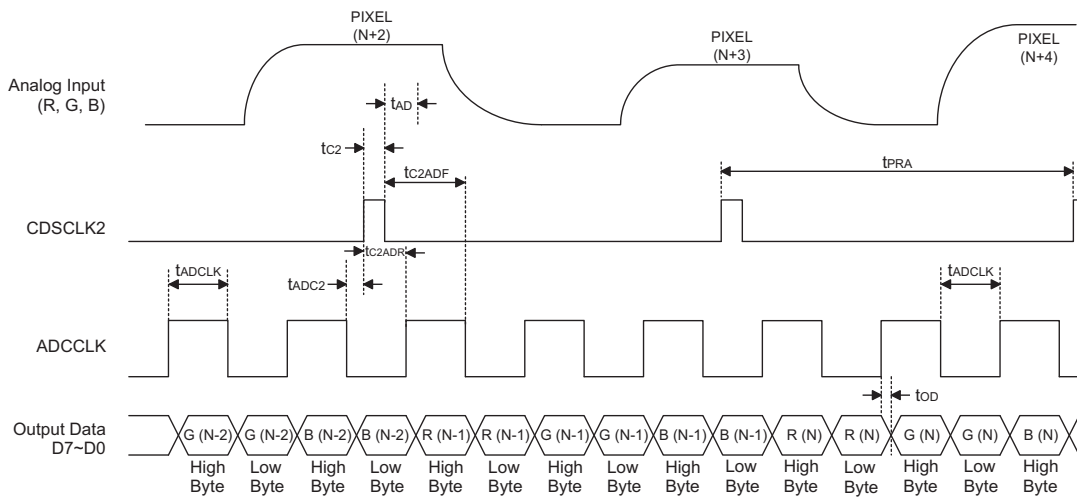 PIXEL
(N+2)
PIXEL
(N+3)
PIXEL
(N+4)
Analog Input
(R, G, B)
tAD
tC2
tC2ADF
tPRA
CDSCLK2
tC2ADR
tADCLK
tADC2
tADCLK
ADCCLK
tOD
Output Data
D7~D0
G (N-2) G (N-2) B (N-2) B (N-2) R (N-1) R (N-1) G (N-1) G (N-1) B (N-1) B (N-1) R (N) R (N) G (N) G (N) B (N)
High Low High Low High Low High Low High Low High Low High Low High
Byte Byte Byte Byte Byte Byte Byte Byte Byte Byte Byte Byte Byte Byte Byte